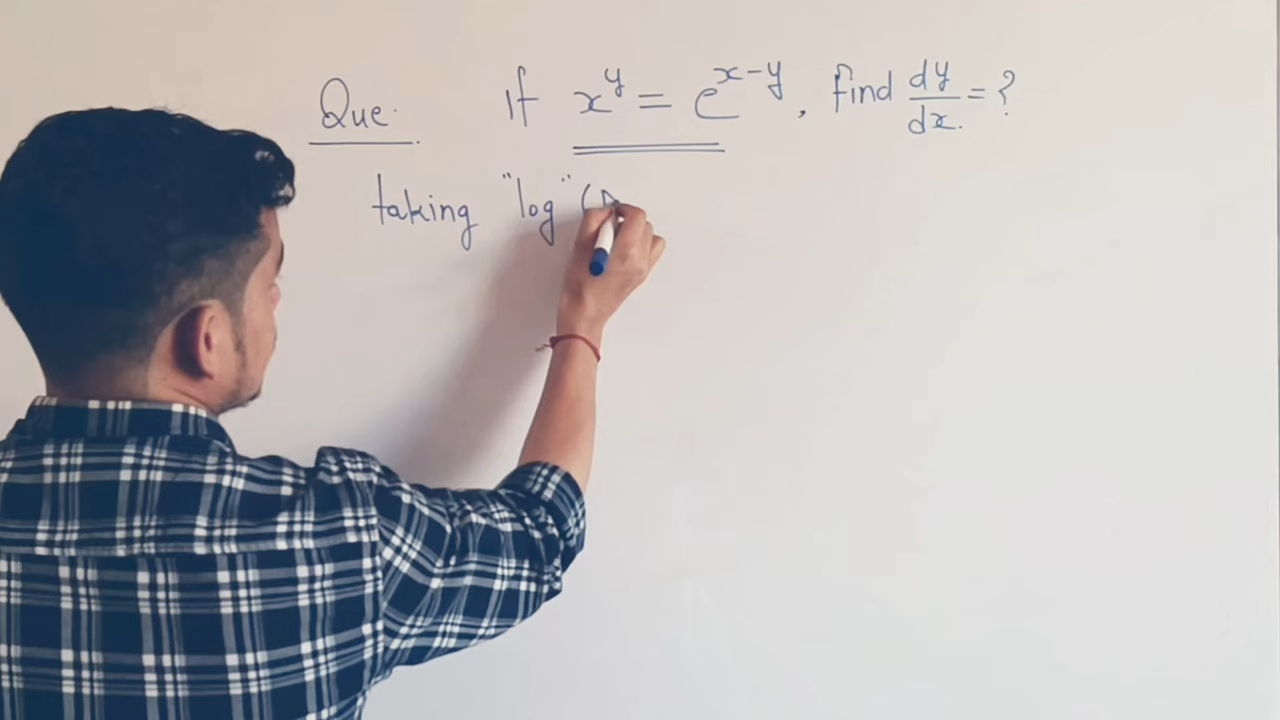 Que. If x^y = e^(x-y), find dy/dx = ?
taking "log" (